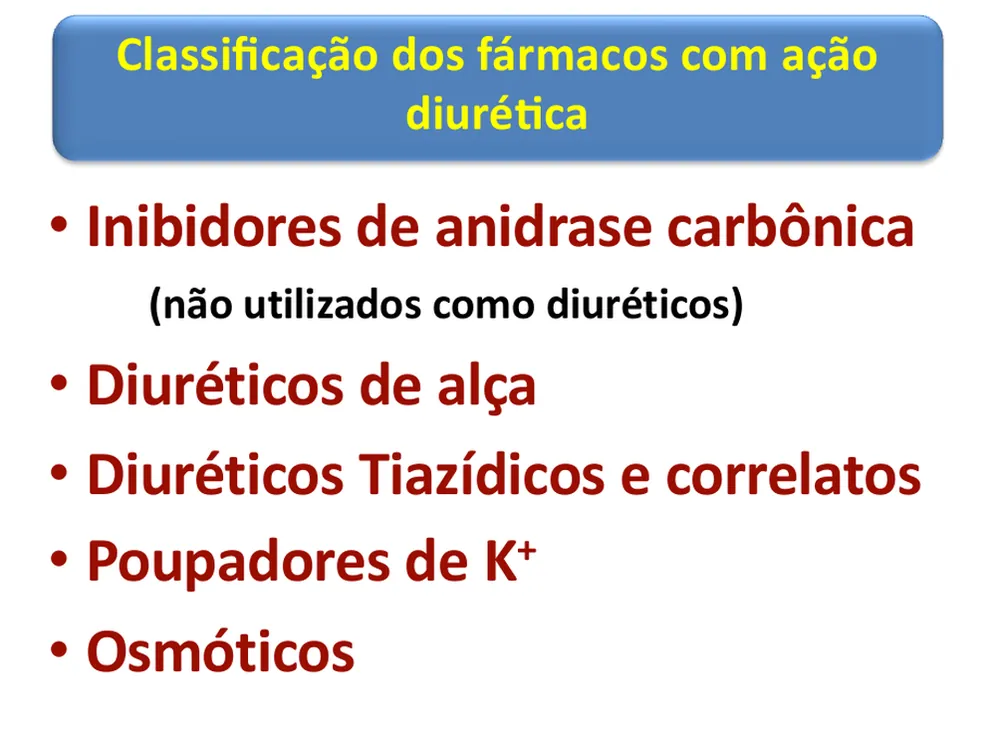 Classificação dos fármacos com ação
diurética
• Inibidores de anidrase carbônica
(não utilizados como diuréticos)
• Diuréticos de alça
• Diuréticos Tiazídicos e correlatos
• Poupadores de K⁺
• Osmóticos